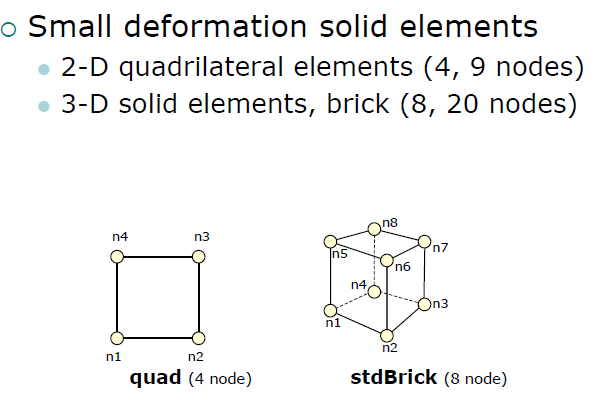 Small deformation solid elements
2-D quadrilateral elements (4, 9 nodes)
3-D solid elements, brick (8, 20 nodes)
n4 n3
n1 n2
quad (4 node)
n8
n5 n7
n6
n4
n3
n1
n2
stdBrick (8 node)